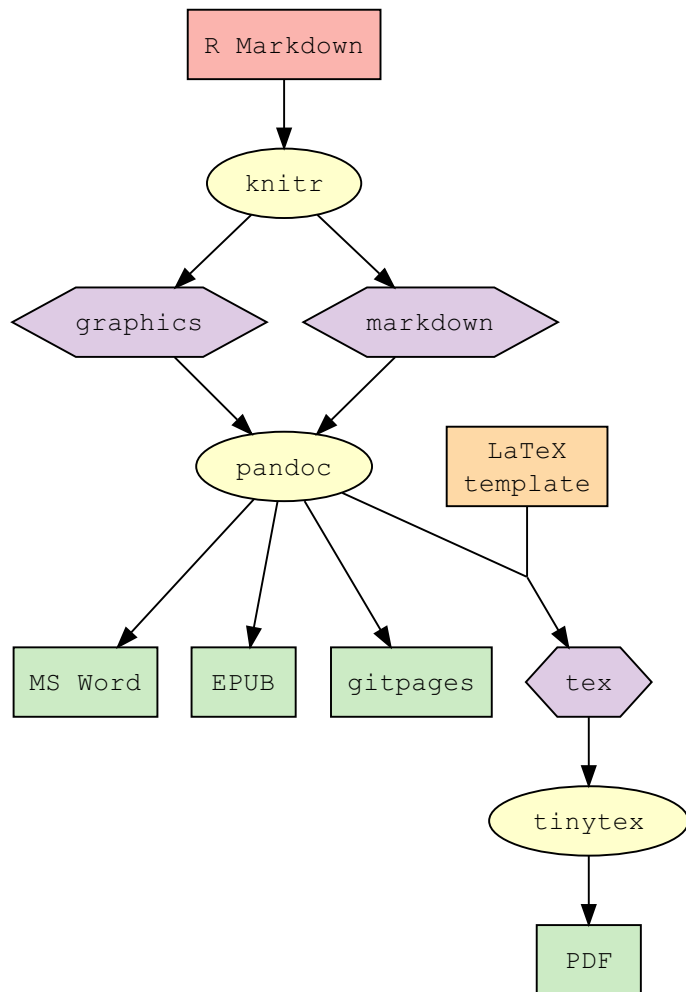 R Markdown
knitr
graphics
markdown
pandoc
LaTeX
template
MS Word
EPUB
gitpages
tex
tinytex
PDF